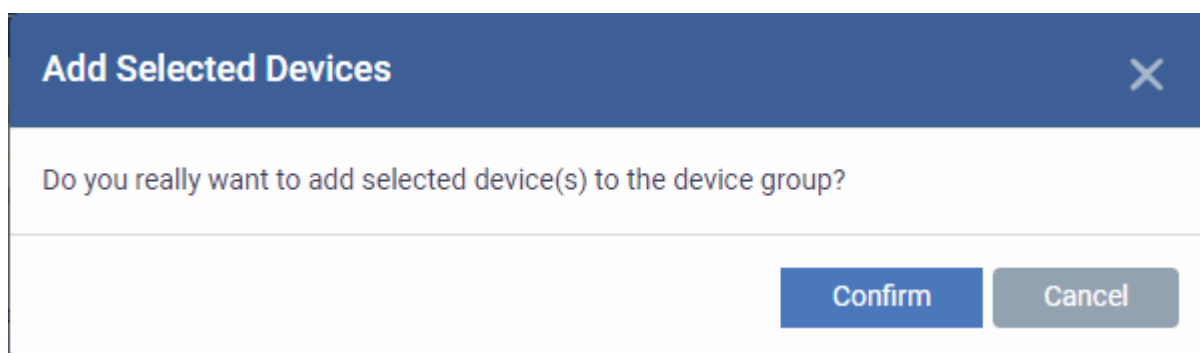 Add Selected Devices
Do you really want to add selected device(s) to the device group?
Confirm Cancel